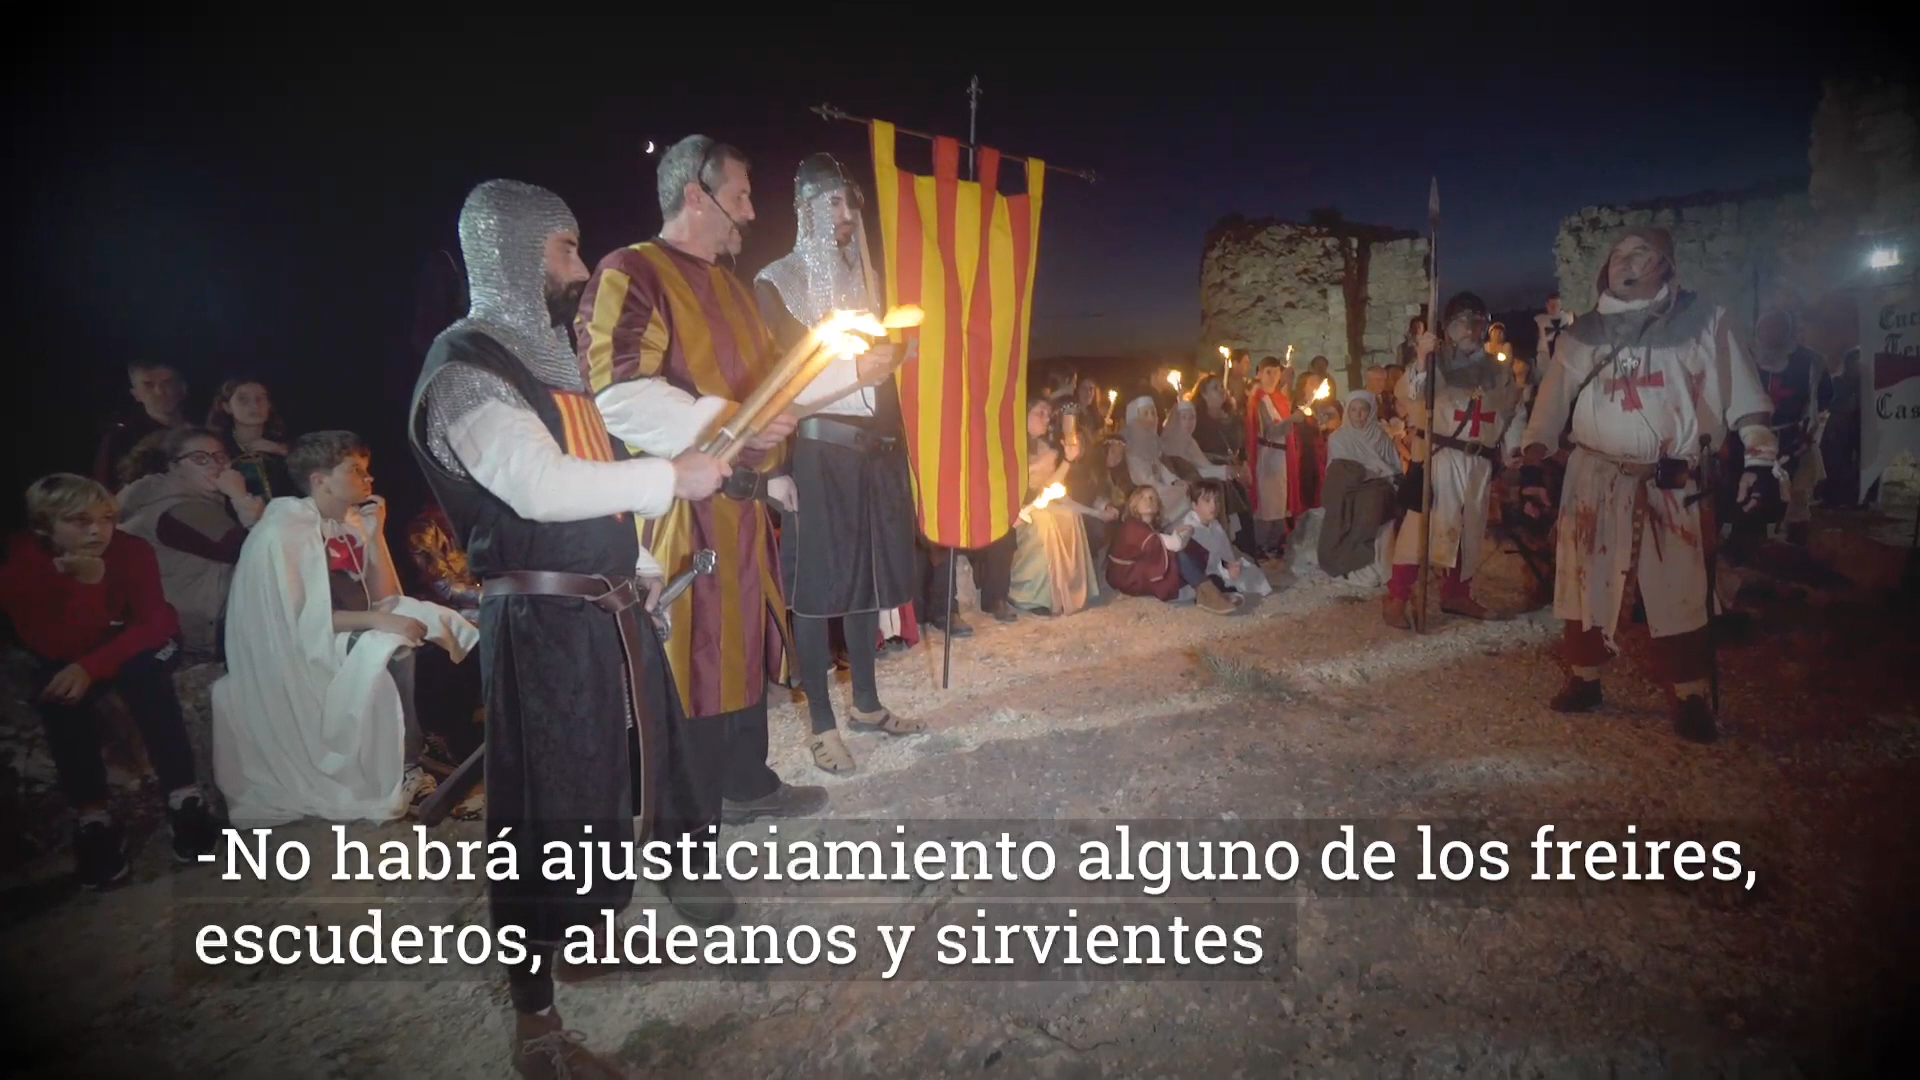 -No habrá ajusticiamiento alguno de los freires,
escuderos, aldeanos y sirvientes